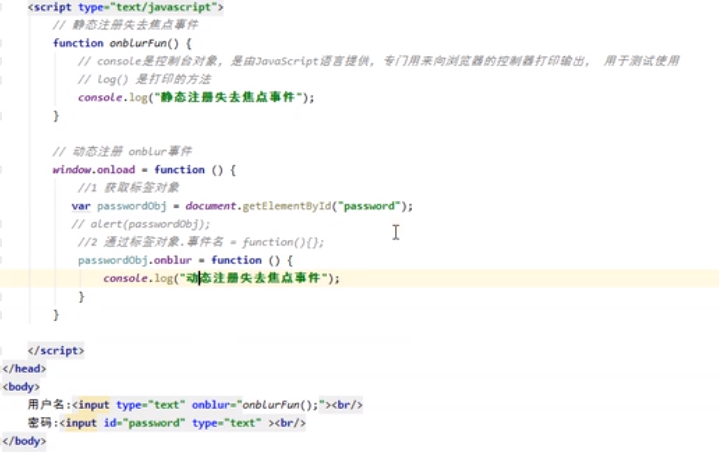 <script type="text/javascript">
// 静态注册失去焦点事件
function onblurFun() {
// console是控制台对象，是由JavaScript语言提供，专门用来向浏览器的控制器打印输出， 用于测试使用
// log() 是打印的方法
console.log("静态注册失去焦点事件");
}
// 动态注册 onblur事件
window.onload = function () {
//1 获取标签对象
var passwordObj = document.getElementById("password");
// alert(passwordObj);
//2 通过标签对象.事件名 = function(){};
passwordObj.onblur = function () {
console.log("动态注册失去焦点事件");
}
}
</script>
</head>
<body>
用户名:<input type="text" onblur="onblurFun();"><br/>
密码:<input id="password" type="text" ><br/>
</body>